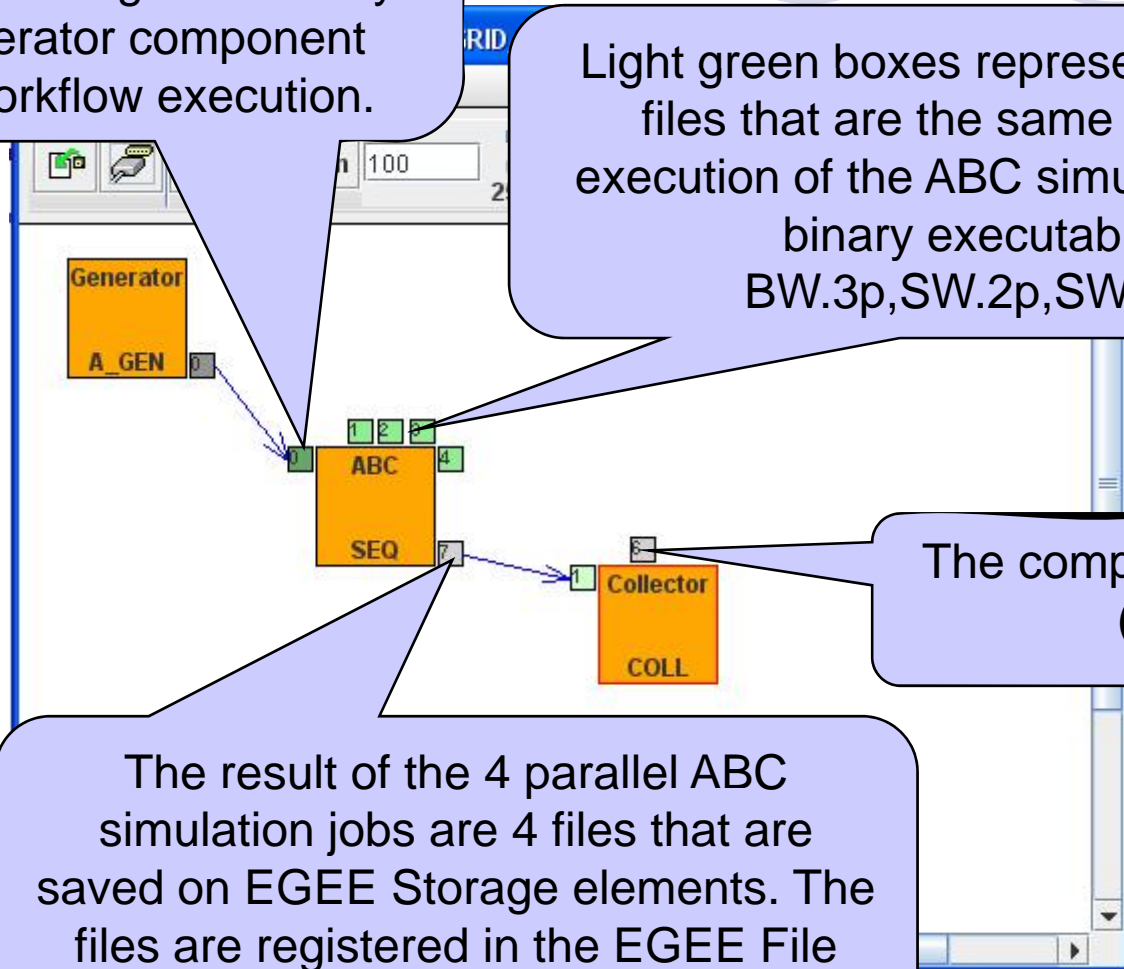 erator component
orkflow execution.
RID
Light green boxes represe
files that are the same
execution of the ABC simu
binary executab
BW.3p,SW.2p,SW
100
Generator
A_GEN
0
1 2 3
0
ABC
4
SEQ
7
6
1
Collector
COLL
The comp
(
The result of the 4 parallel ABC
simulation jobs are 4 files that are
saved on EGEE Storage elements. The
files are registered in the EGEE File